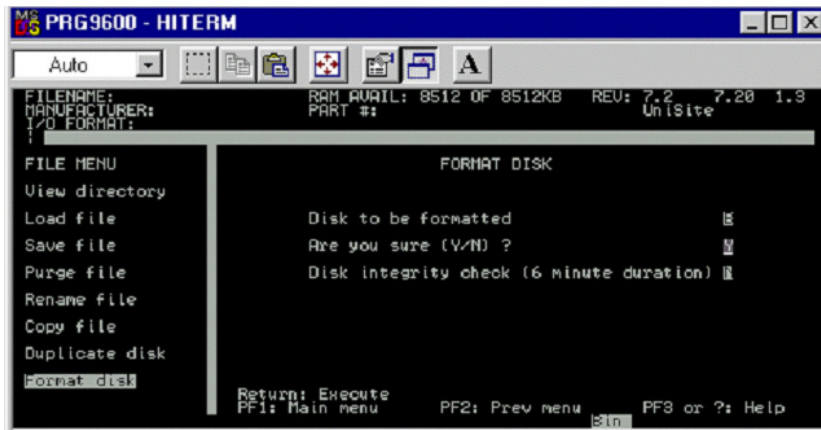 PRG9600 - HITERM
Auto
A
FILENAME: RAM AVAIL: 8512 OF 8512KB REV: 7.2 7.20 1.3
MANUFACTURER: PART #: UniSite
I/O FORMAT:
FILE MENU FORMAT DISK
View directory
Load file Disk to be formatted
Save file Are you sure (Y/N) ? Y
Purge file Disk integrity check (6 minute duration)
Rename file
Copy file
Duplicate disk
Format disk
Return: Execute
PF1: Main menu PF2: Prev menu PF3 or ?: Help
Bin